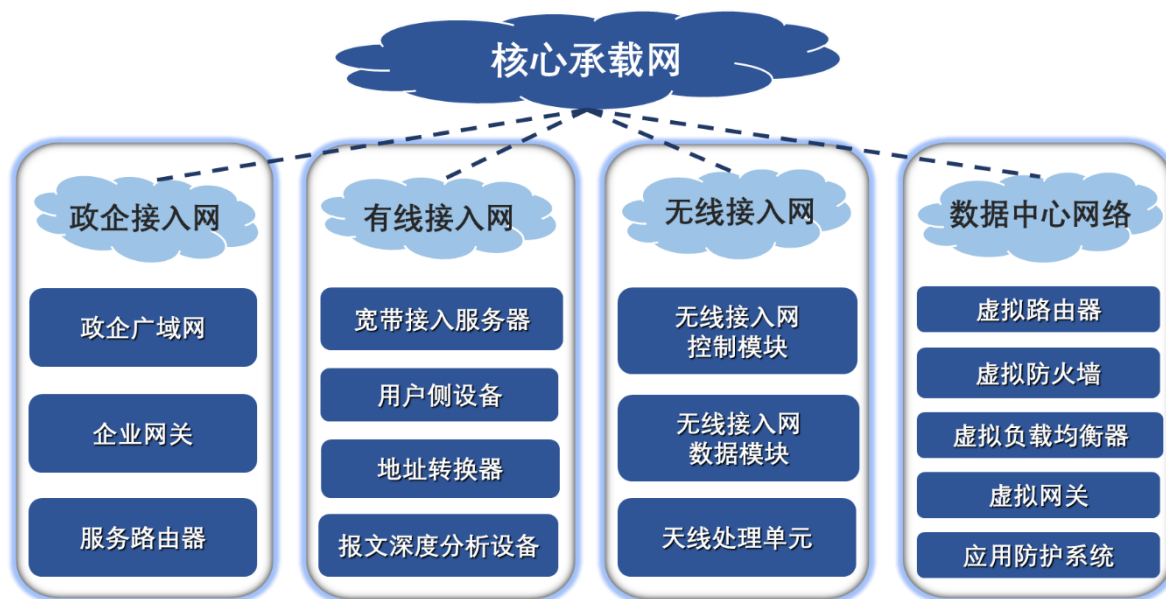 核心承载网
政企接入网
政企广域网
企业网关
服务路由器
有线接入网
宽带接入服务器
用户侧设备
地址转换器
报文深度分析设备
无线接入网
无线接入网
控制模块
无线接入网
数据模块
天线处理单元
数据中心网络
虚拟路由器
虚拟防火墙
虚拟负载均衡器
虚拟网关
应用防护系统